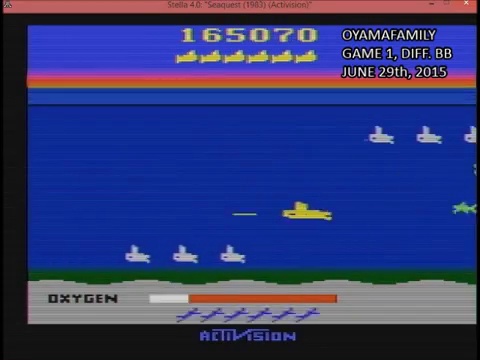 Stella 4.0: "Seaquest (1983) (Activision)"
165070
OYAMAFAMILY
GAME 1, DIFF. BB
JUNE 29th, 2015
OXYGEN
ACTIVISION